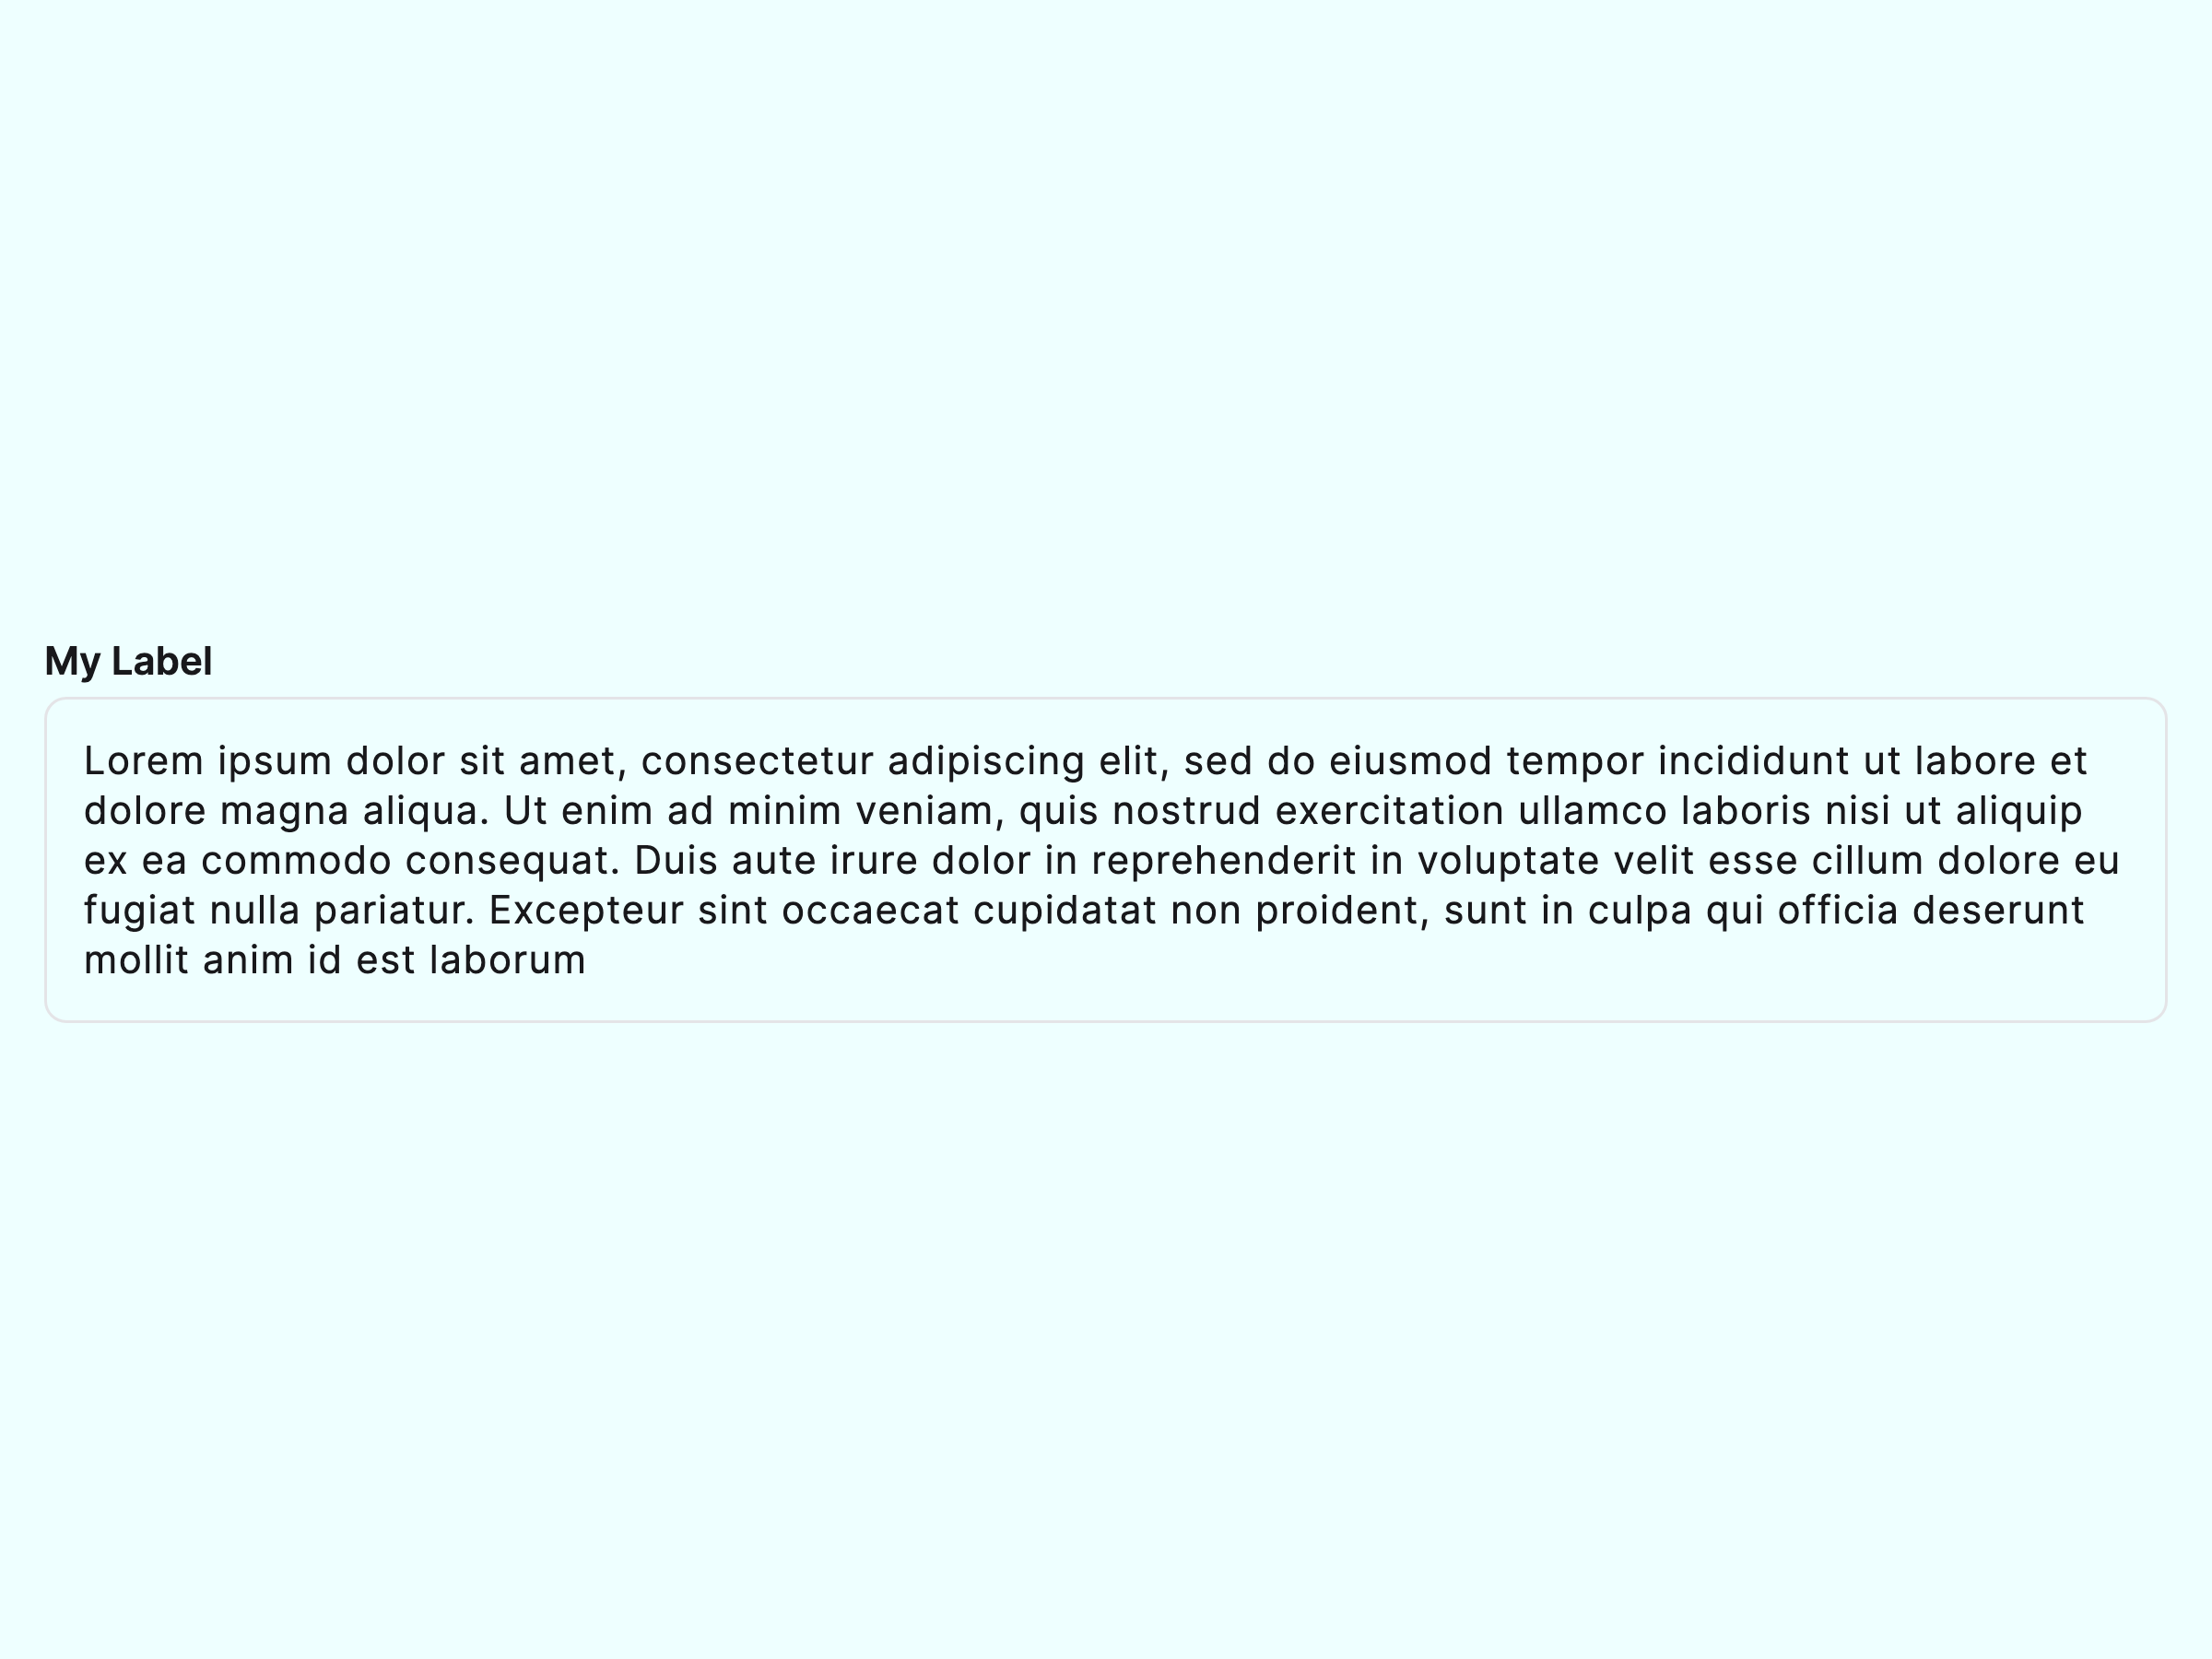 My Label
Lorem ipsum dolor sit amet, consectetur adipiscing elit, sed do eiusmod tempor incididunt ut labore et
dolore magna aliqua. Ut enim ad minim veniam, quis nostrud exercitation ullamco laboris nisi ut aliquip
ex ea commodo consequat. Duis aute irure dolor in reprehenderit in voluptate velit esse cillum dolore eu
fugiat nulla pariatur. Excepteur sint occaecat cupidatat non proident, sunt in culpa qui officia deserunt
mollit anim id est laborum